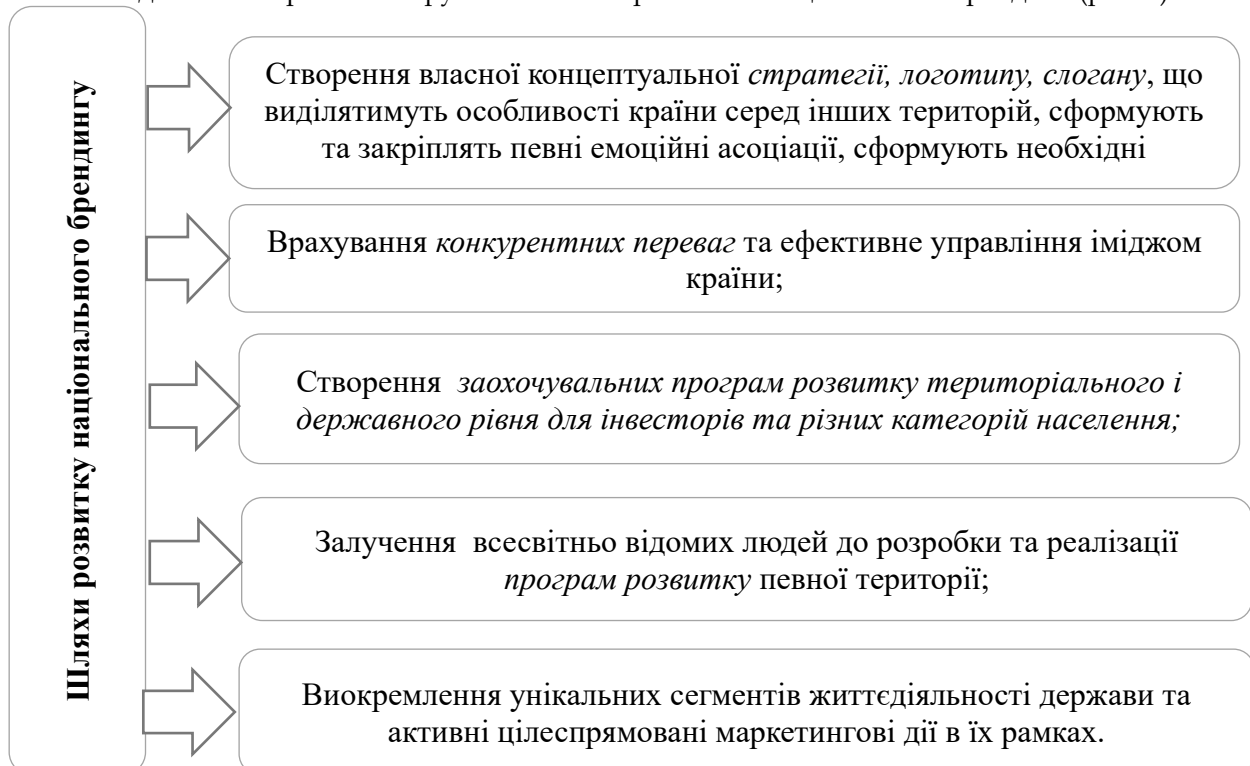 Шляхи розвитку національного брендингу
Створення власної концептуальної стратегії, логотипу, слогану, що
виділятимуть особливості країни серед інших територій, сформують
та закріплять певні емоційні асоціації, сформують необхідні
Врахування конкурентних переваг та ефективне управління іміджом
країни;
Створення заохочувальних програм розвитку територіального і
державного рівня для інвесторів та різних категорій населення;
Залучення всесвітньо відомих людей до розробки та реалізації
програм розвитку певної території;
Виокремлення унікальних сегментів життєдіяльності держави та
активні цілеспрямовані маркетингові дії в їх рамках.